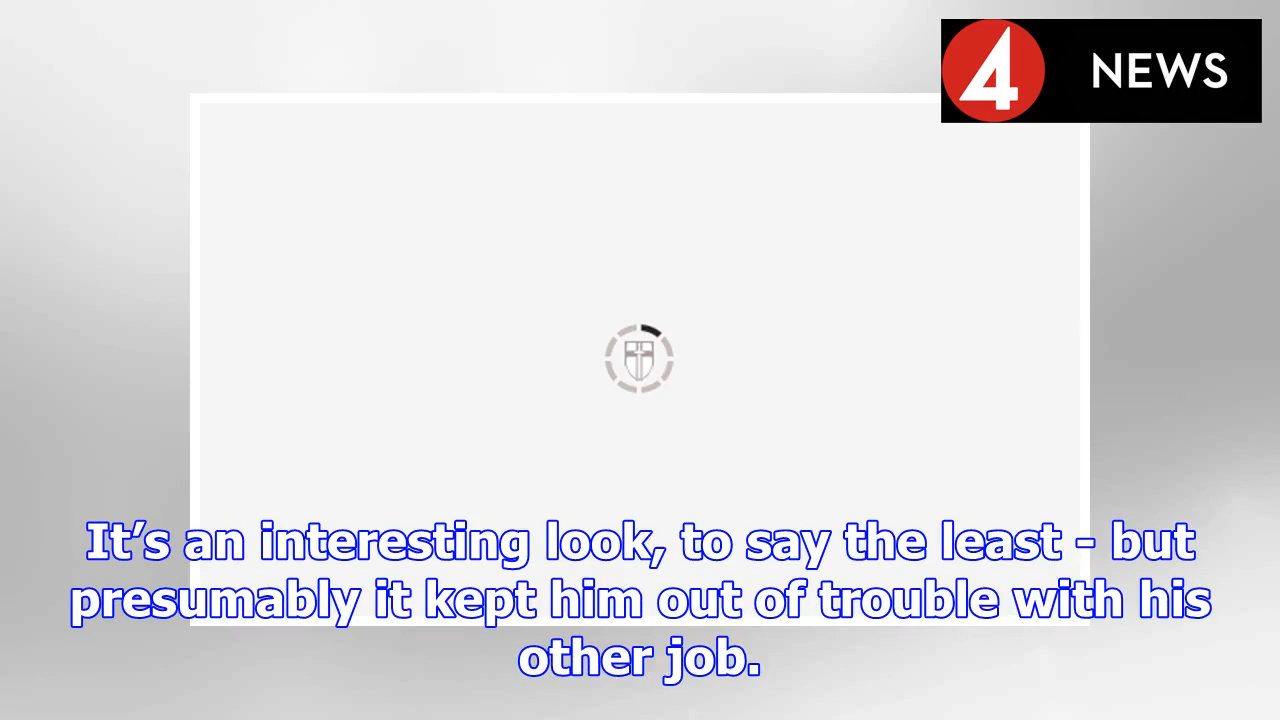 4 NEWS
It’s an interesting look, to say the least - but
presumably it kept him out of trouble with his
other job.